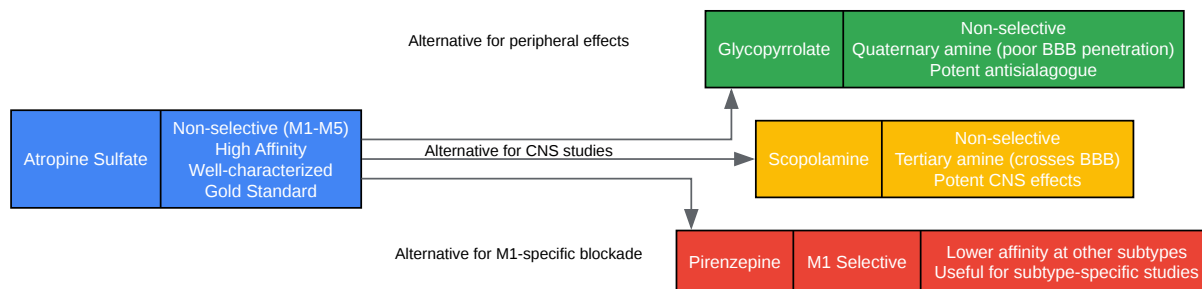 Atropine Sulfate
Non-selective (M1-M5)
High Affinity
Well-characterized
Gold Standard
Alternative for peripheral effects
Glycopyrrolate
Non-selective
Quaternary amine (poor BBB penetration)
Potent antisialagogue
Alternative for CNS studies
Scopolamine
Non-selective
Tertiary amine (crosses BBB)
Potent CNS effects
Alternative for M1-specific blockade
Pirenzepine
M1 Selective
Lower affinity at other subtypes
Useful for subtype-specific studies